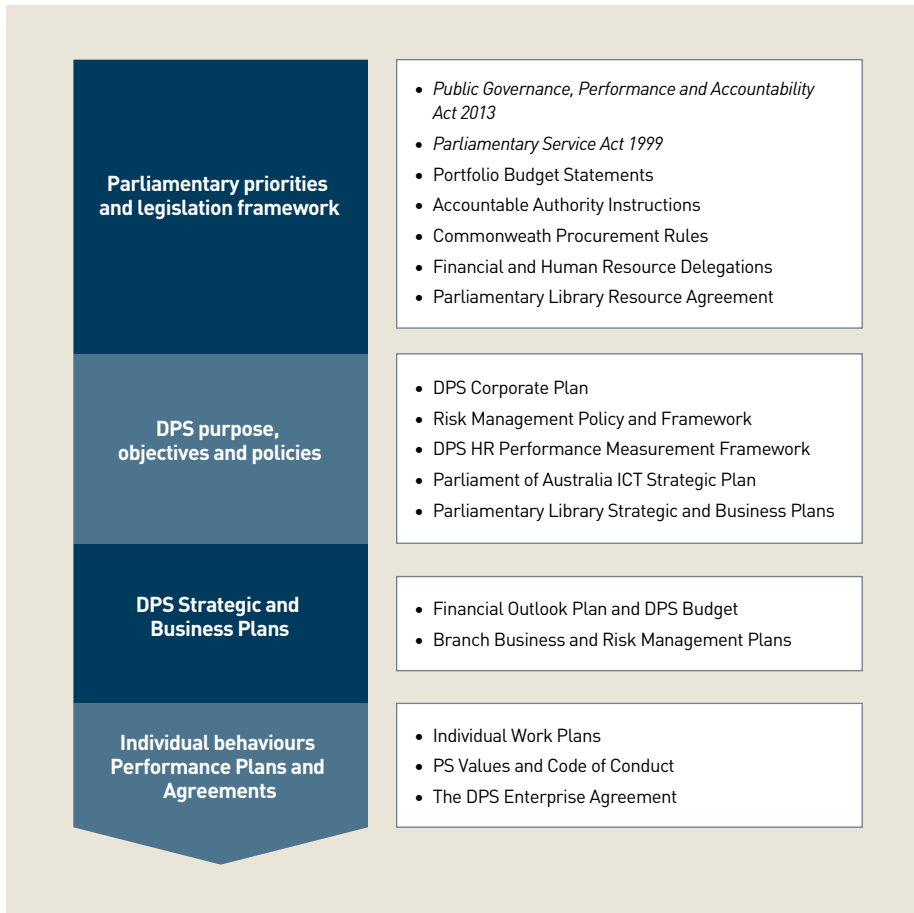 Parliamentary priorities
and legislation framework
• Public Governance, Performance and Accountability
Act 2013
• Parliamentary Service Act 1999
• Portfolio Budget Statements
• Accountable Authority Instructions
• Commonweath Procurement Rules
• Financial and Human Resource Delegations
• Parliamentary Library Resource Agreement
DPS purpose,
objectives and policies
• DPS Corporate Plan
• Risk Management Policy and Framework
• DPS HR Performance Measurement Framework
• Parliament of Australia ICT Strategic Plan
• Parliamentary Library Strategic and Business Plans
DPS Strategic and
Business Plans
• Financial Outlook Plan and DPS Budget
• Branch Business and Risk Management Plans
Individual behaviours
Performance Plans and
Agreements
• Individual Work Plans
• PS Values and Code of Conduct
• The DPS Enterprise Agreement